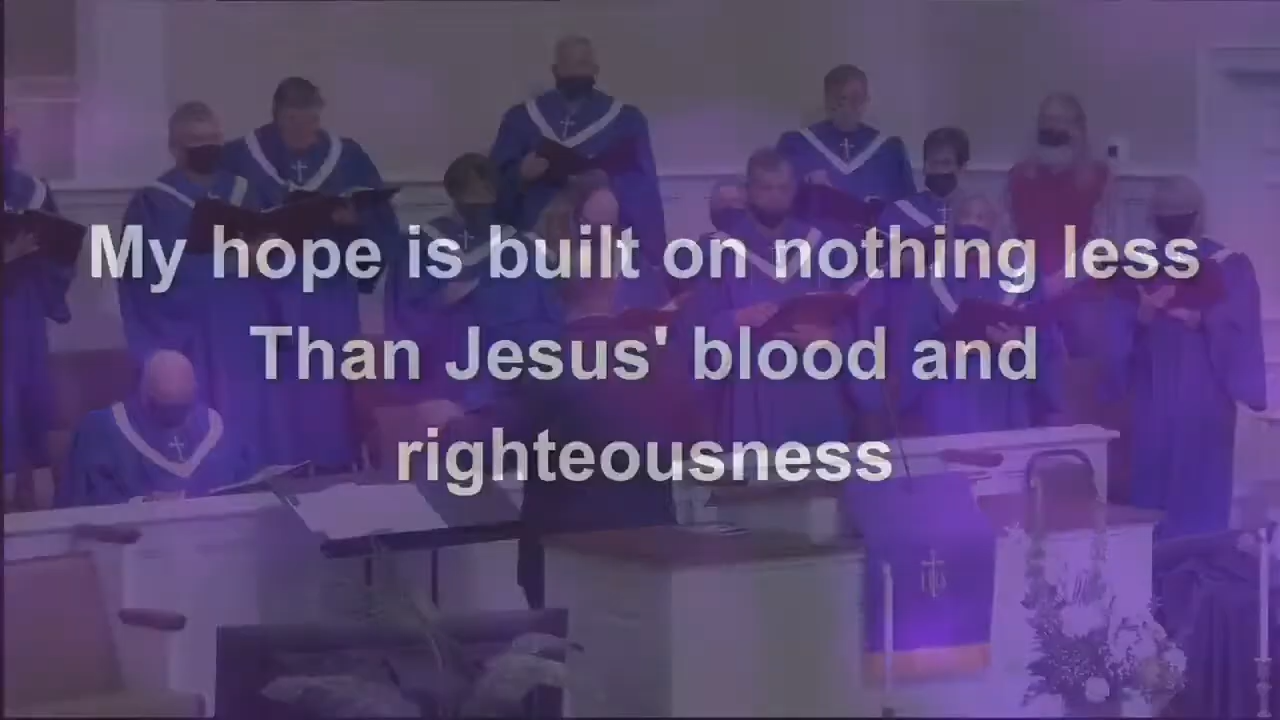 My hope is built on nothing less
Than Jesus' blood and
righteousness